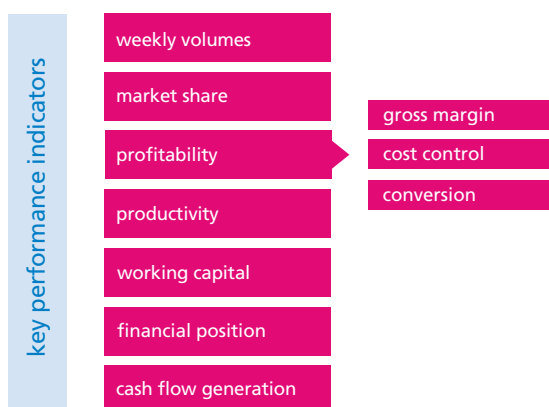 key performance indicators
weekly volumes
market share
profitability
productivity
working capital
financial position
cash flow generation
gross margin
cost control
conversion